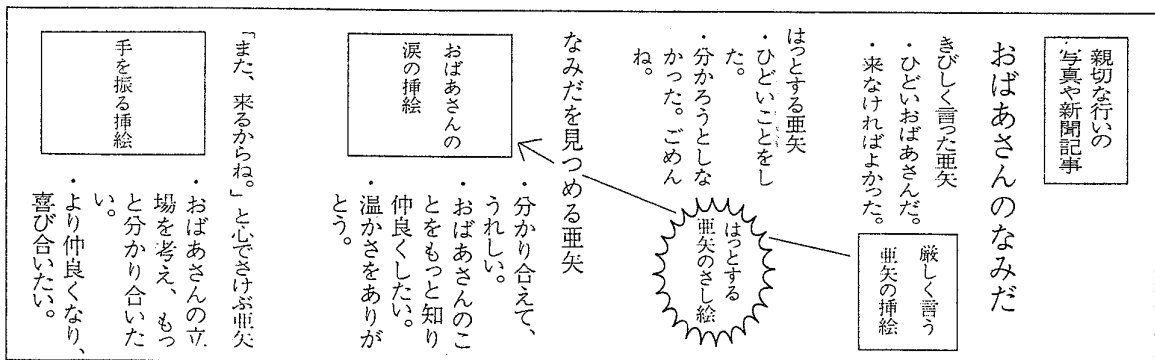 親切な行いの
写真や新聞記事
おばあさんのなみだ
きびしく言った亜矢
・ひどいおばあさんだ。
・来なければよかった。
厳しく言う
亜矢の挿絵
はっとする亜矢
・ひどいことをし
た。
・分かろうとしな
かった。ごめん
ね。
はっとする
亜矢のさし絵
なみだを見つめる亜矢
おばあさんの
涙の挿絵
・分かり合えて、
うれしい。
・おばあさんのこ
とをもっと知り
仲良くしたい。
・温かさをありが
とう。
「また、来るからね。」と心でさけぶ亜矢
手を振る挿絵
・おばあさんの立
場を考え、もっ
と分かり合いた
い。
・より仲良くなり、
喜び合いたい。